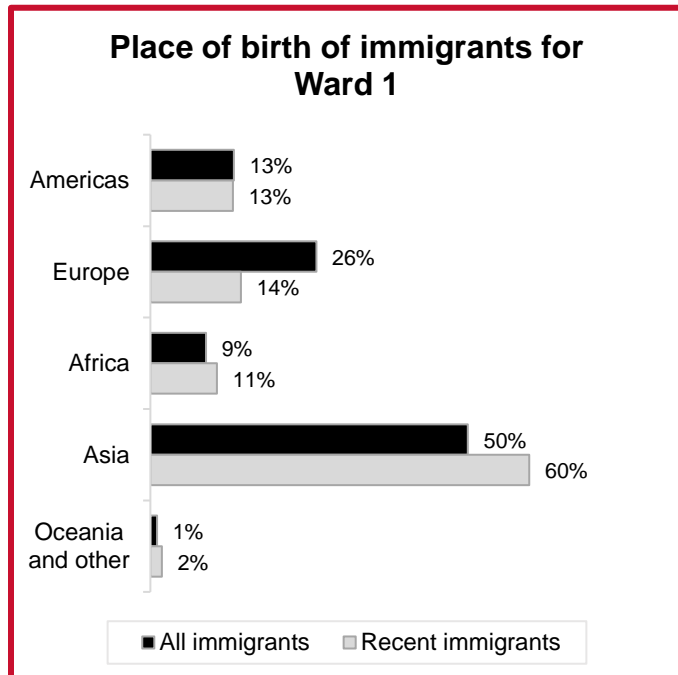 Place of birth of immigrants for
Ward 1
Americas
13%
13%
Europe
26%
14%
Africa
9%
11%
Asia
50%
60%
Oceania
and other
1%
2%
All immigrants
Recent immigrants